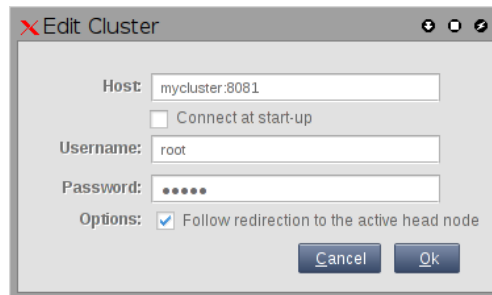 Edit Cluster
Host:
mycluster:8081
Connect at start-up
Username:
root
Password:
●●●●●
Options:
Follow redirection to the active head node
Cancel
Ok